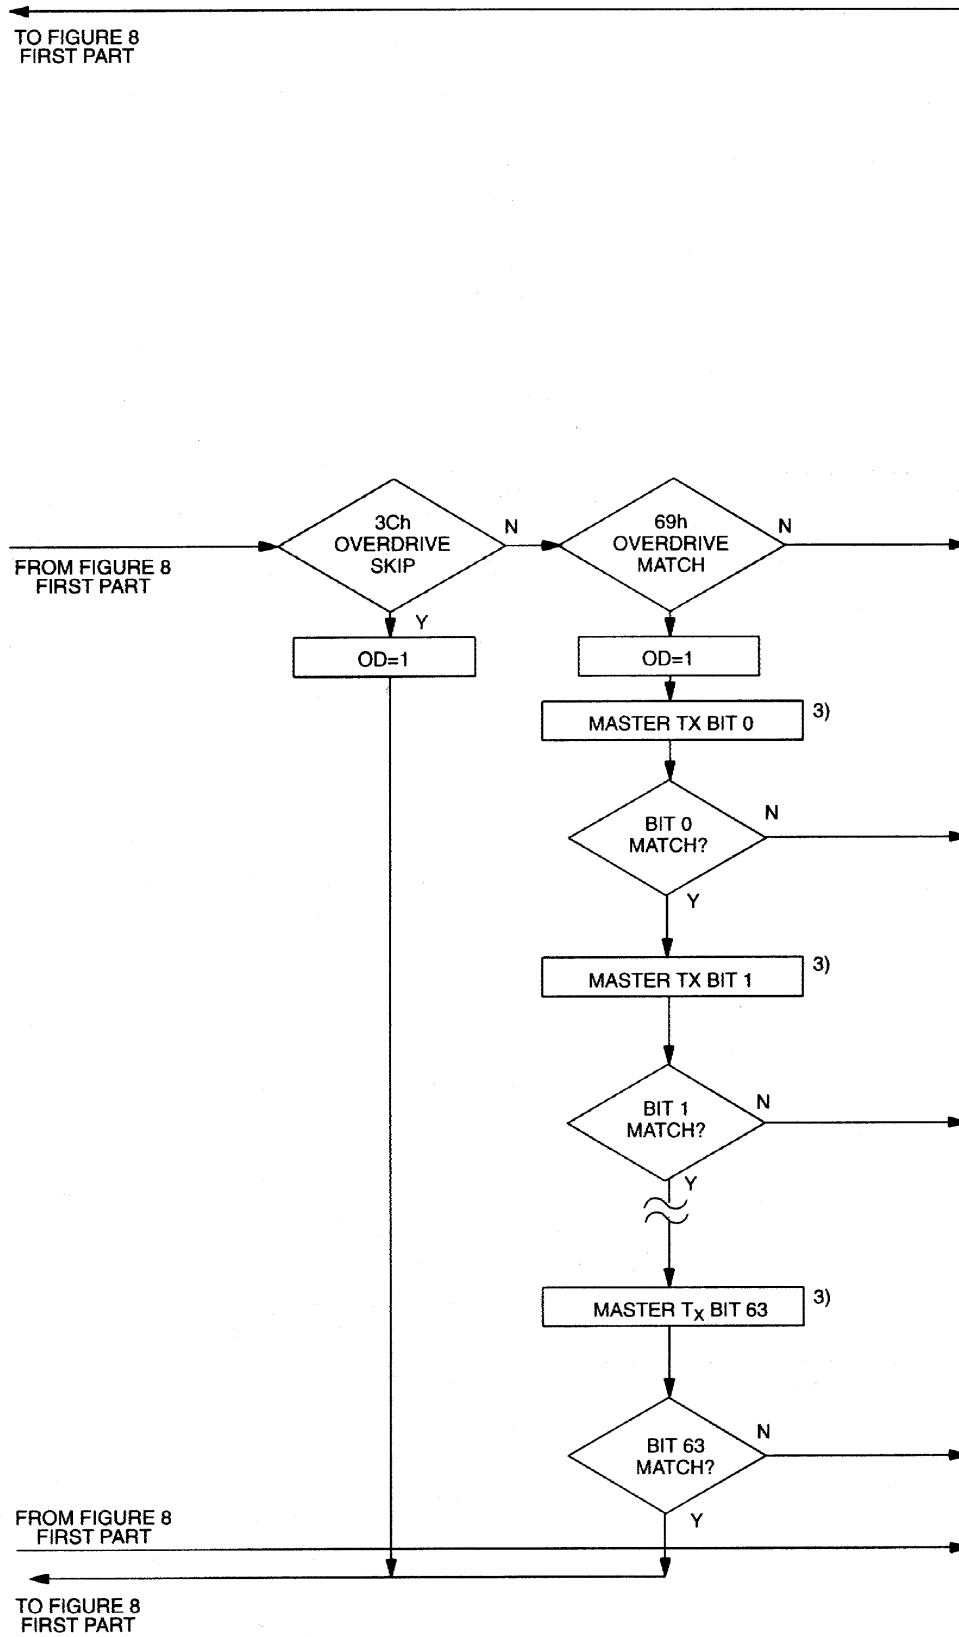 TO FIGURE 8
FIRST PART
3Ch
OVERDRIVE
SKIP
N
69h
OVERDRIVE
MATCH
N
FROM FIGURE 8
FIRST PART
Y
OD=1
OD=1
MASTER TX BIT 0
3)
BIT 0
MATCH?
N
Y
MASTER TX BIT 1
3)
BIT 1
MATCH?
N
Y
MASTER TX BIT 63
3)
BIT 63
MATCH?
N
Y
FROM FIGURE 8
FIRST PART
TO FIGURE 8
FIRST PART